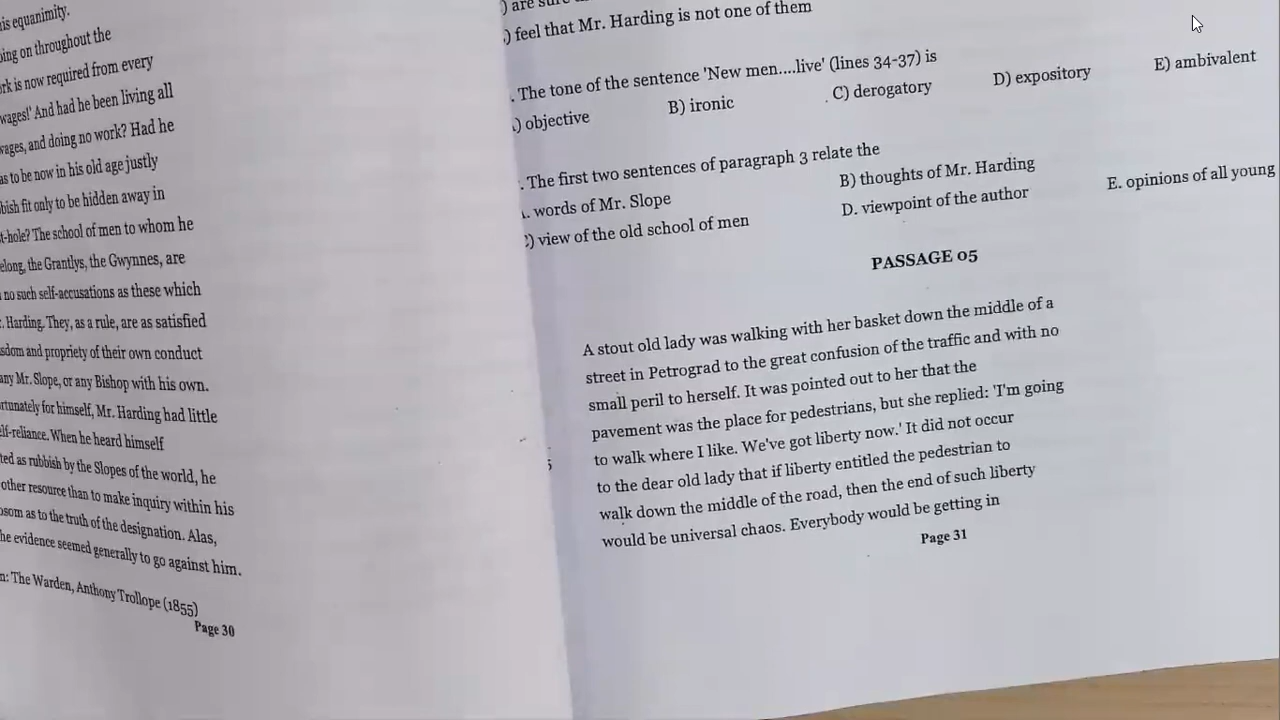 is equanimity.
ing on throughout the
rk is now required from every
wages!' And had he been living all
wages, and doing no work? Had he
as to be now in his old age justly
bish fit only to be hidden away in
t-hole? The school of men to whom he
elong, the Grantlys, the Gwynnes, are
no such self-accusations as these which
. Harding. They, as a rule, are as satisfied
sdom and propriety of their own conduct
any Mr. Slope, or any Bishop with his own.
rtunately for himself, Mr. Harding had little
elf-reliance. When he heard himself
ted as rubbish by the Slopes of the world, he
other resource than to make inquiry within his
osom as to the truth of the designation. Alas,
he evidence seemed generally to go against him.
n: The Warden, Anthony Trollope (1855)
Page 30
) are sure
) feel that Mr. Harding is not one of them
. The tone of the sentence 'New men....live' (lines 34-37) is
) objective B) ironic C) derogatory D) expository E) ambivalent
. The first two sentences of paragraph 3 relate the
. words of Mr. Slope B) thoughts of Mr. Harding
) view of the old school of men D. viewpoint of the author E. opinions of all young
PASSAGE 05
A stout old lady was walking with her basket down the middle of a
street in Petrograd to the great confusion of the traffic and with no
small peril to herself. It was pointed out to her that the
pavement was the place for pedestrians, but she replied: 'I'm going
to walk where I like. We've got liberty now.' It did not occur
5 to the dear old lady that if liberty entitled the pedestrian to
walk down the middle of the road, then the end of such liberty
would be universal chaos. Everybody would be getting in
Page 31